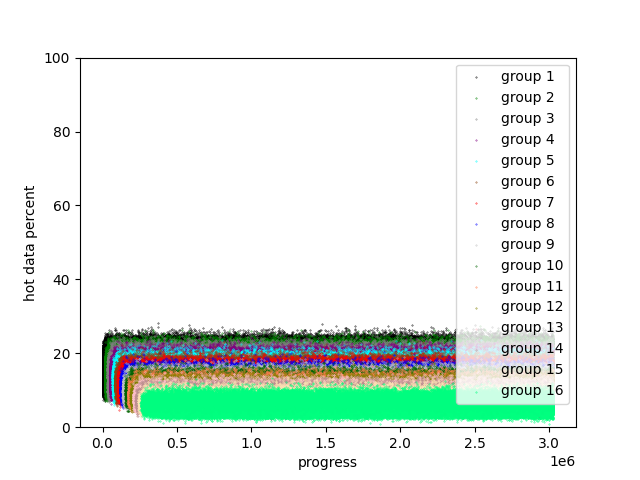 100
80
60
40
20
0
hot data percent
0.0 0.5 1.0 1.5 2.0 2.5 3.0
1e6
progress
group 1
group 2
group 3
group 4
group 5
group 6
group 7
group 8
group 9
group 10
group 11
group 12
group 13
group 14
group 15
group 16